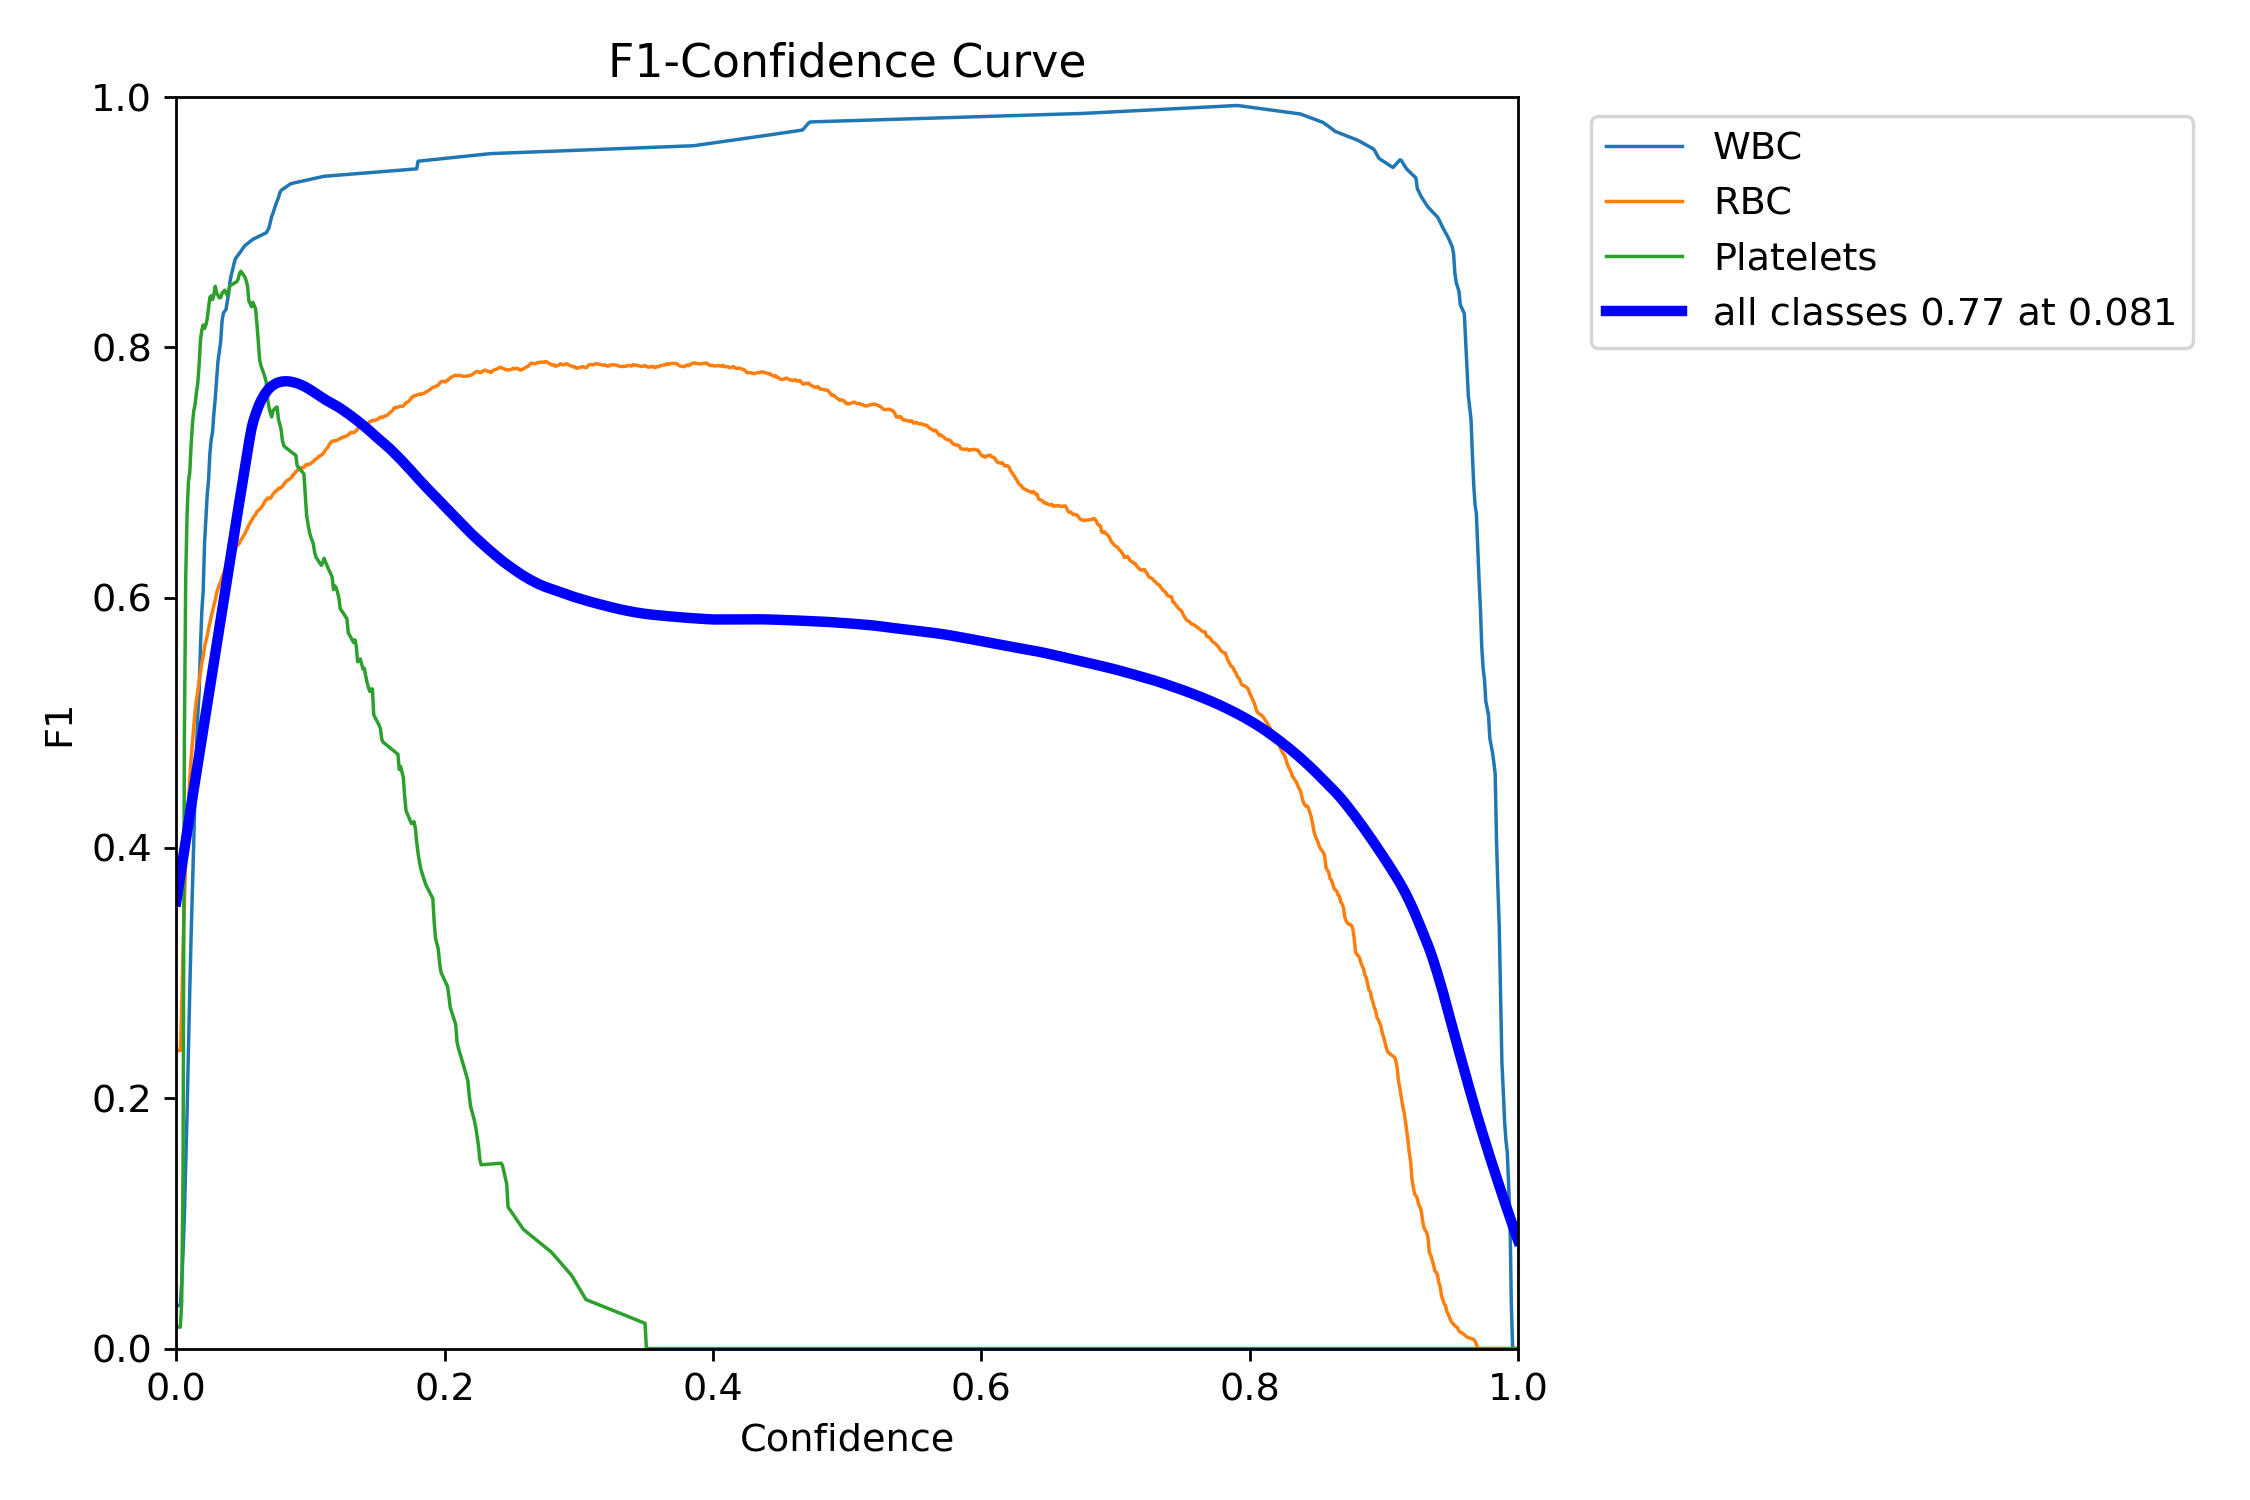 F1-Confidence Curve
1.0
0.8
0.6
0.4
0.2
0.0
F1
0.0 0.2 0.4 0.6 0.8 1.0
Confidence
WBC
RBC
Platelets
all classes 0.77 at 0.081